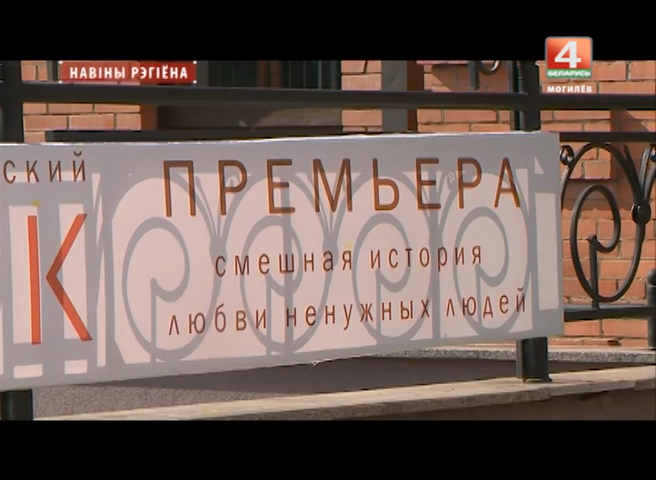 НАВІНЫ РЭГІЁНА
4
БЕЛАРУСЬ
МОГИЛЁВ
ский
К
ПРЕМЬЕРА
смешная история
любви ненужных людей